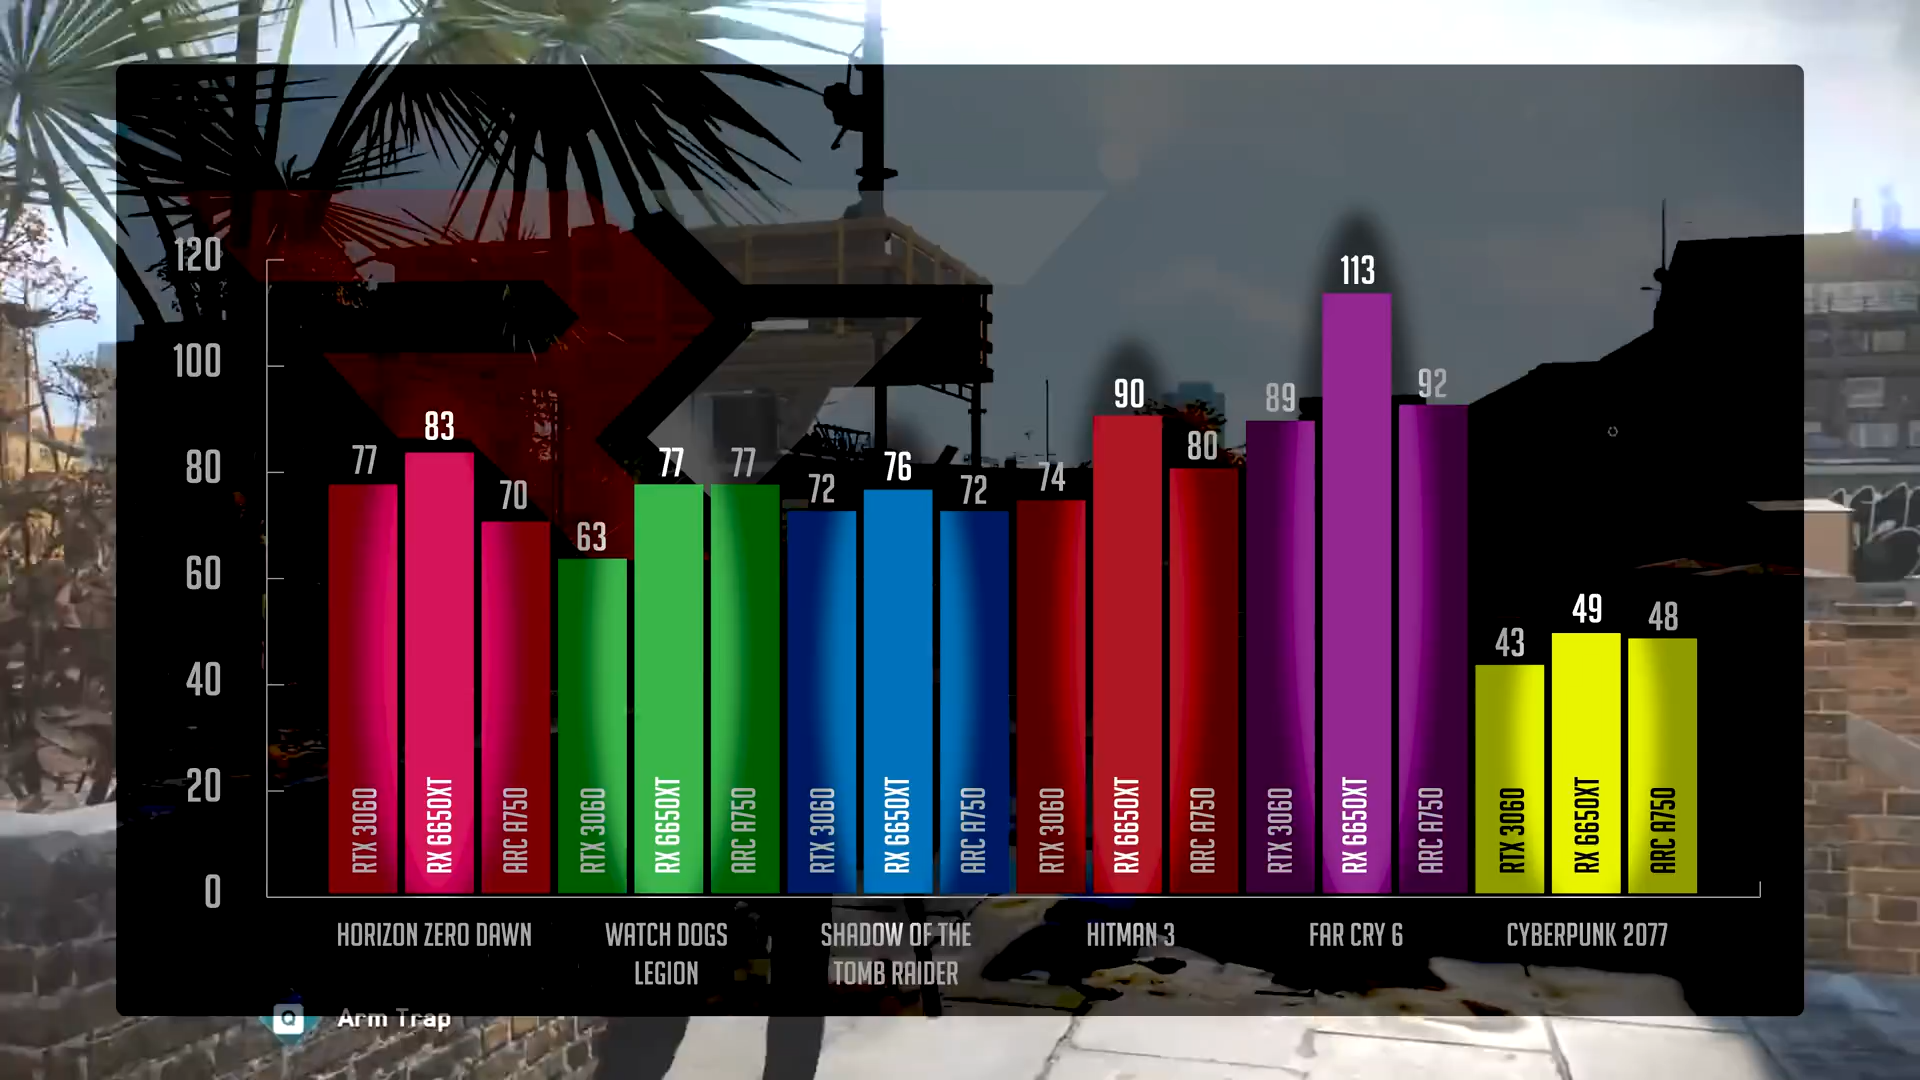 120
100
80
60
40
20
0
77
83
70
63
77
77
72
76
72
74
90
80
89
113
92
43
49
48
RTX 3060
RX 6650XT
ARC A750
RTX 3060
RX 6650XT
ARC A750
RTX 3060
RX 6650XT
ARC A750
RTX 3060
RX 6650XT
ARC A750
RTX 3060
RX 6650XT
ARC A750
RTX 3060
RX 6650XT
ARC A750
HORIZON ZERO DAWN
WATCH DOGS
LEGION
SHADOW OF THE
TOMB RAIDER
HITMAN 3
FAR CRY 6
CYBERPUNK 2077
Q
Arm Trap